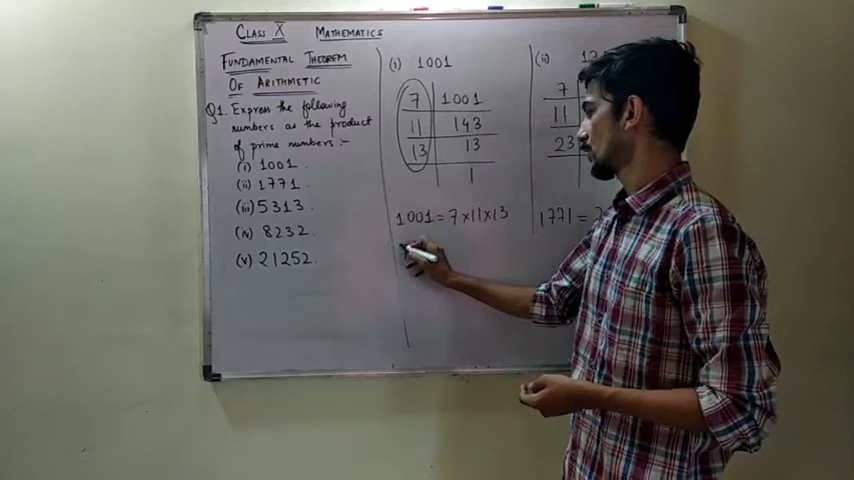 CLASS X MATHEMATICS
FUNDAMENTAL THEOREM
OF ARITHMETIC
Q1. Express the following
numbers as the product
of prime numbers :-
(i) 1001.
(ii) 1771.
(iii) 5313.
(iv) 8232.
(v) 21252.
(i) 1001
7 1001
11 143
13 13
1
1001 = 7 x 11 x 13
(ii)
7
11
23
1771 =